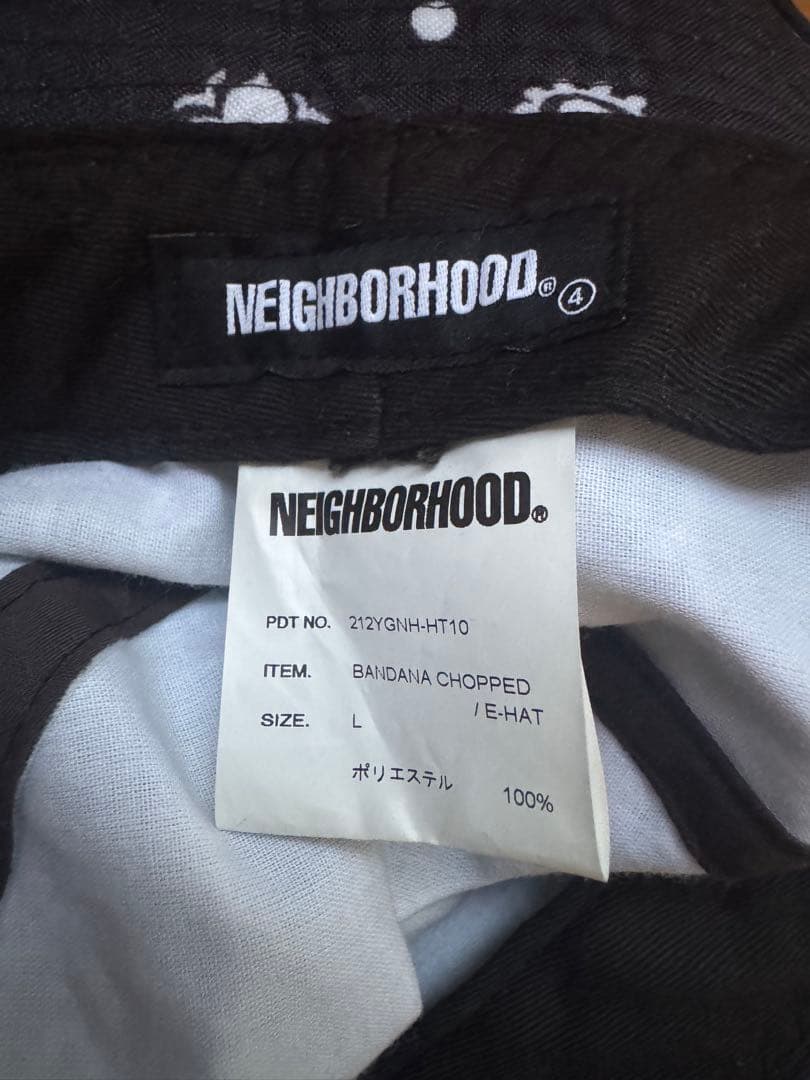 NEIGHBORHOOD® ④
NEIGHBORHOOD®
PDT NO. 212YGNH-HT10
ITEM. BANDANA CHOPPED
/ E-HAT
SIZE. L
ポリエステル 100%